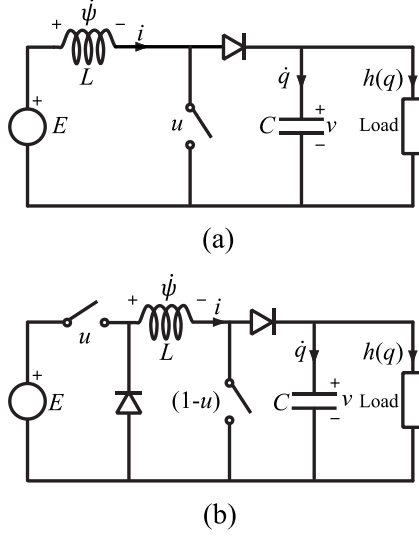 + ψ̇ −
i
L
+
E
u
q̇
h(q)
C
+
v
−
Load
(a)
+ ψ̇ −
i
u
L
+
E
(1-u)
q̇
h(q)
C
+
v
−
Load
(b)